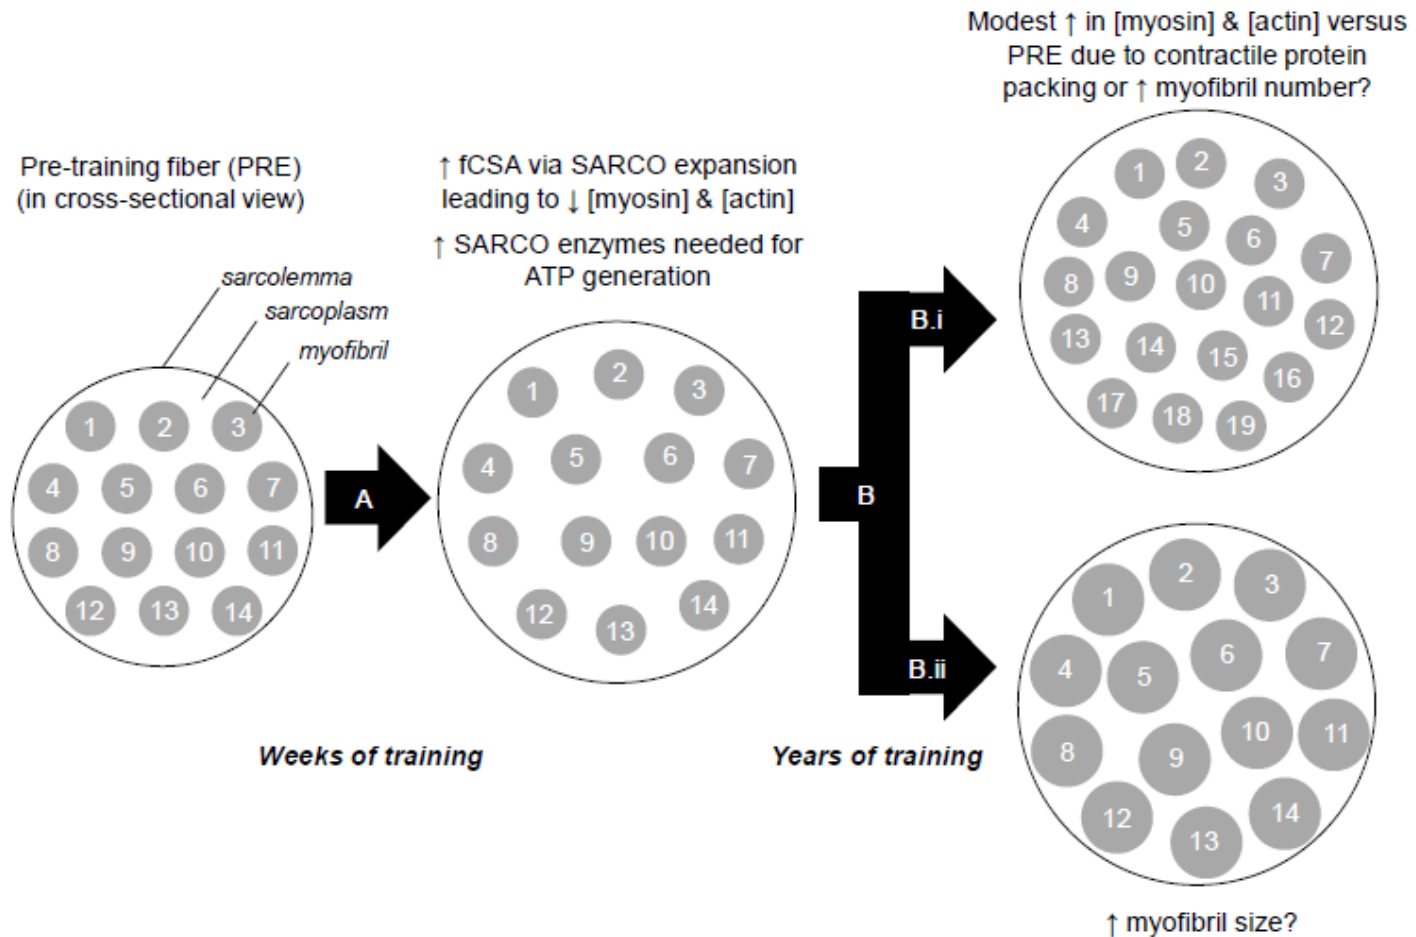 Pre-training fiber (PRE)
(in cross-sectional view)
sarcolemma
sarcoplasm
myofibril
1 2 3
4 5 6 7
8 9 10 11
12 13 14
A
Weeks of training
↑ fCSA via SARCO expansion
leading to ↓ [myosin] & [actin]
↑ SARCO enzymes needed for
ATP generation
1 2 3
4 5 6 7
8 9 10 11
12 13 14
B
B.i
B.ii
Years of training
Modest ↑ in [myosin] & [actin] versus
PRE due to contractile protein
packing or ↑ myofibril number?
1 2 3
4 5 6 7
8 9 10 11 12
13 14 15 16
17 18 19
1 2 3
4 5 6 7
8 9 10 11
12 13 14
↑ myofibril size?